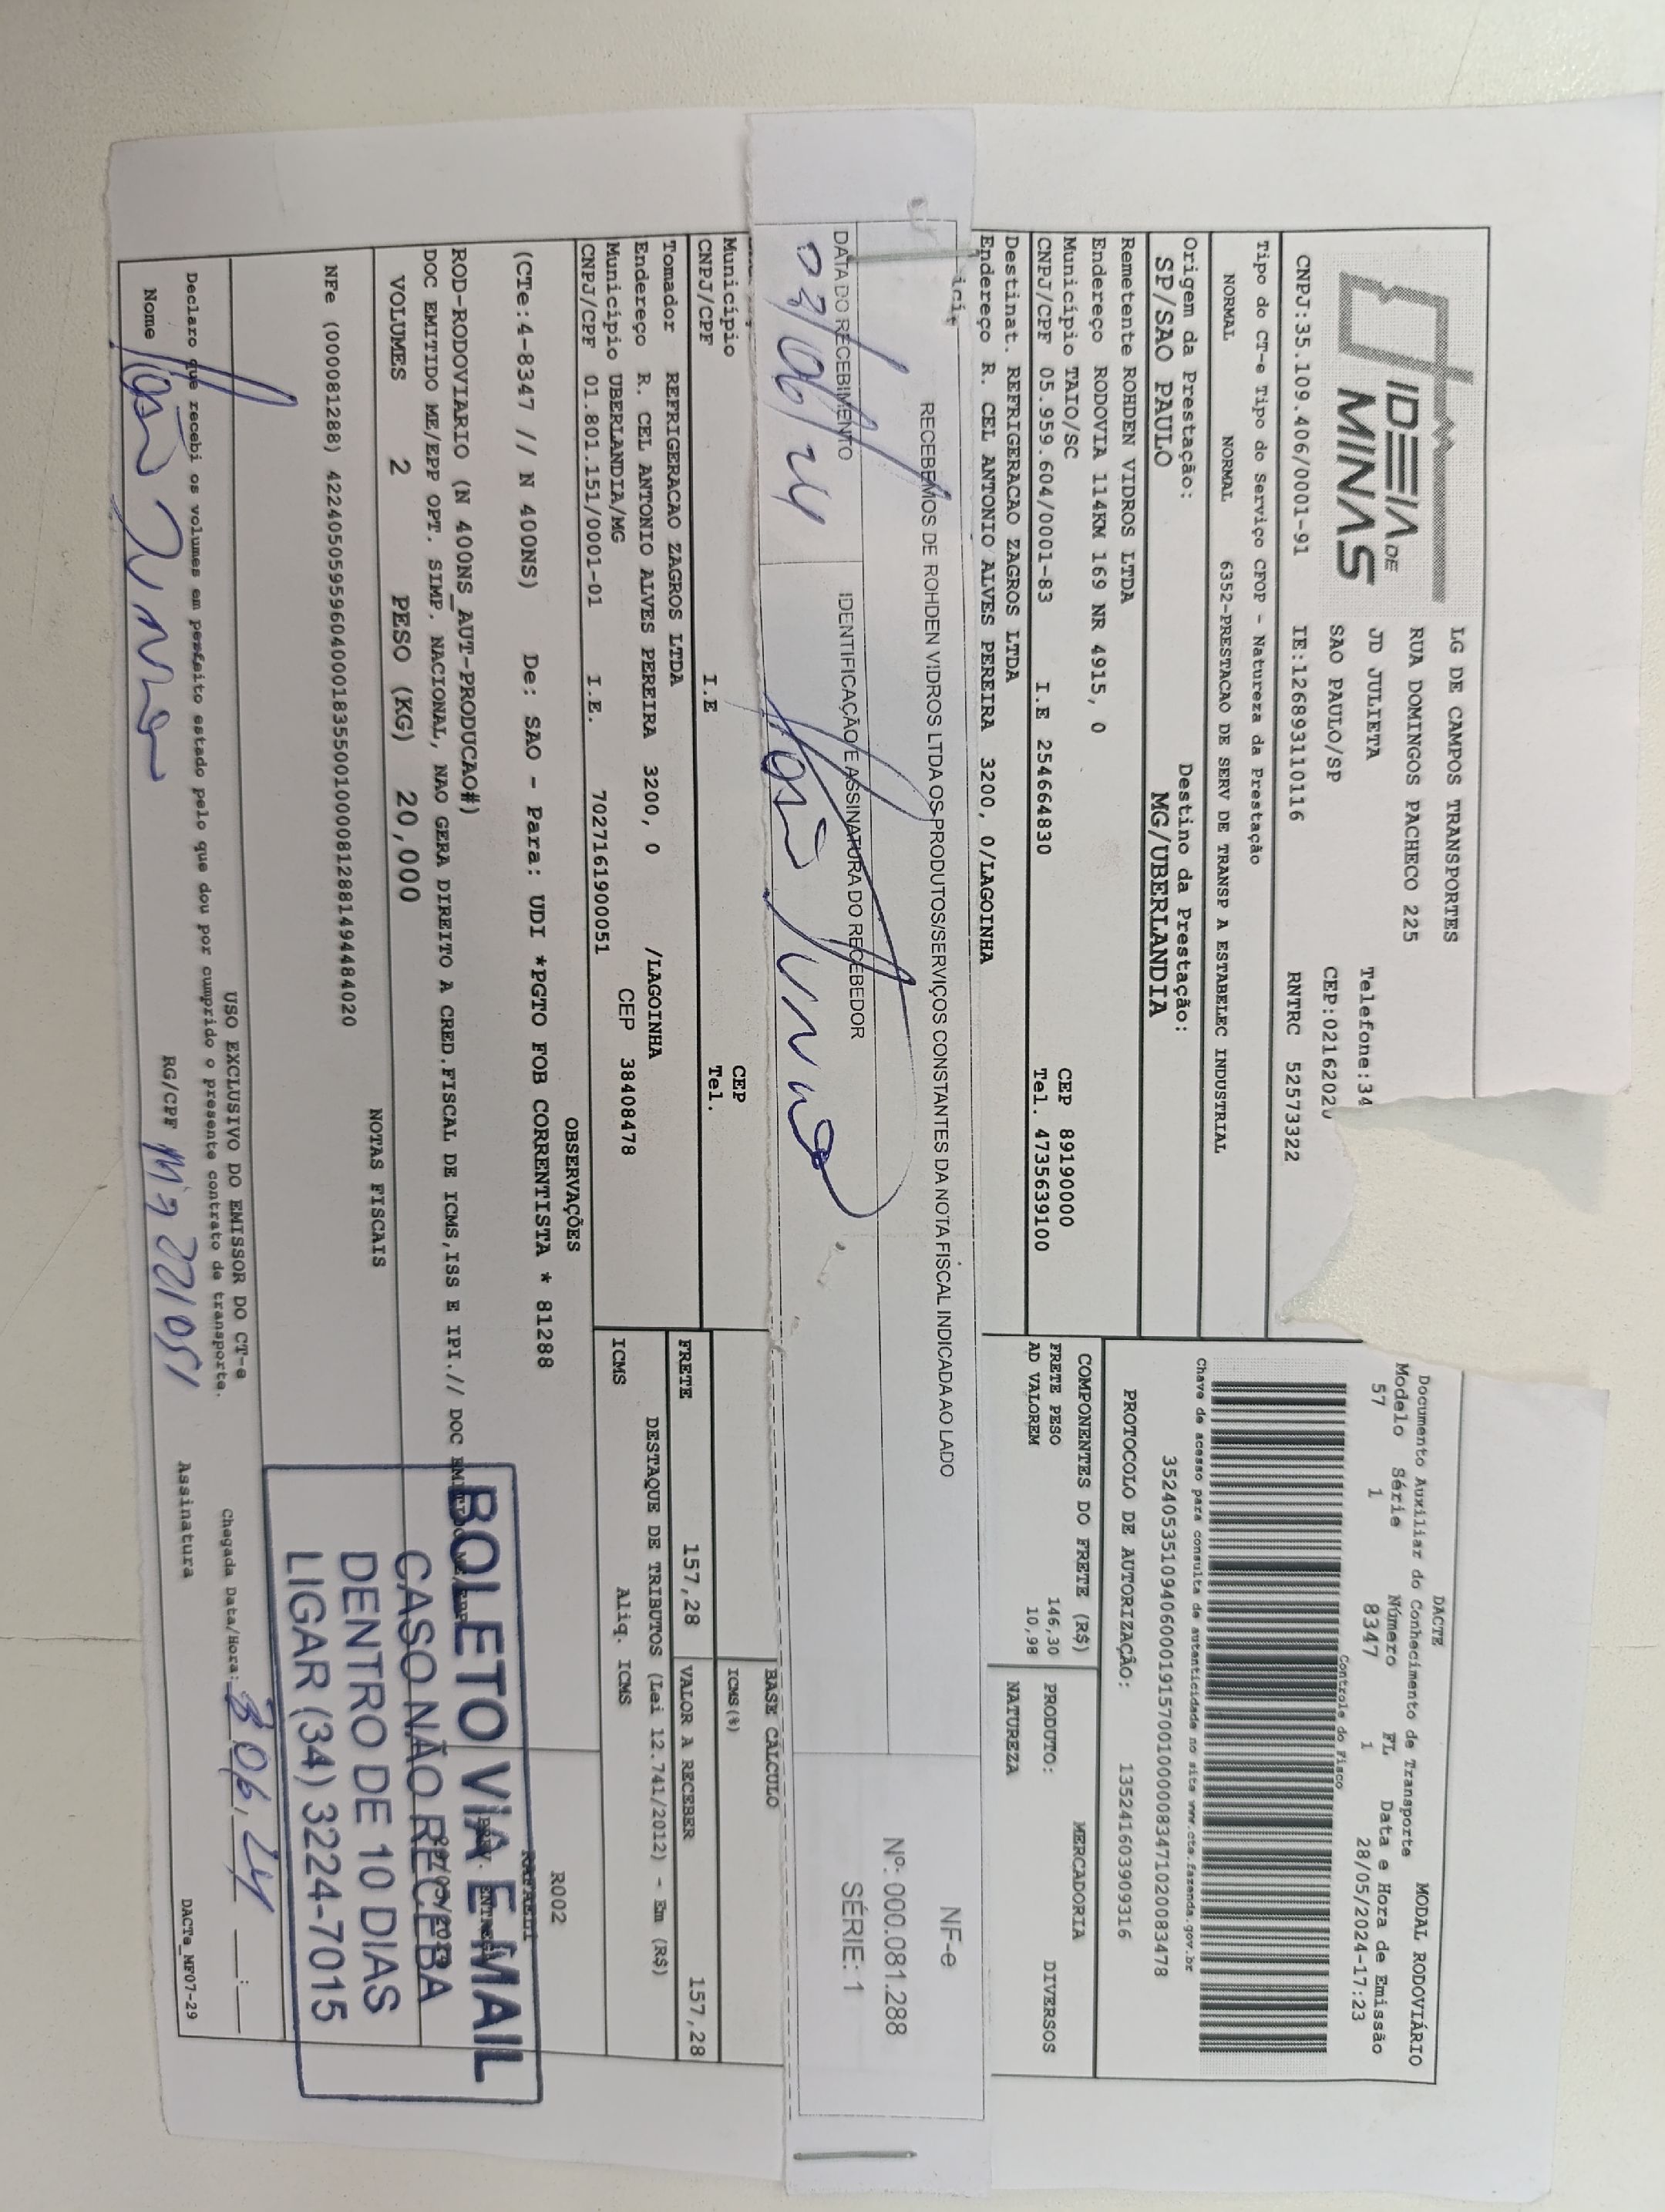 IDEIA DE
MINAS
LG DE CAMPOS TRANSPORTES
RUA DOMINGOS PACHECO 225
JD JULIETA Telefone:34
SAO PAULO/SP CEP:02162020
CNPJ:35.109.406/0001-91 IE:126893110116 RNTRC 52573322
Tipo do CT-e Tipo do Serviço CFOP - Natureza da Prestação
NORMAL NORMAL 6352-PRESTACAO DE SERV DE TRANSP A ESTABELEC INDUSTRIAL
Origem da Prestação: Destino da Prestação:
SP/SAO PAULO MG/UBERLANDIA
DACTE MODAL RODOVIÁRIO
Documento Auxiliar do Conhecimento de Transporte
Modelo Série Número FL Data e Hora de Emissão
57 1 8347 1 28/05/2024-17:23
Controle do Fisco
Chave de acesso para consulta de autenticidade no site www.cte.fazenda.gov.br
35240535109406000191570010000083471020083478
PROTOCOLO DE AUTORIZAÇÃO: 135241603909316
Remetente ROHDEN VIDROS LTDA
Endereço RODOVIA 114KM 169 NR 4915, 0
Município TAIO/SC CEP 89190000
CNPJ/CPF 05.959.604/0001-83 I.E 254664830 Tel. 4735639100
Destinat. REFRIGERACAO ZAGROS LTDA
Endereço R. CEL ANTONIO ALVES PEREIRA 3200, 0/LAGOINHA
COMPONENTES DO FRETE (R$) MERCADORIA
FRETE PESO 146,30 PRODUTO: DIVERSOS
AD VALOREM 10,98 NATUREZA
RECEBEMOS DE ROHDEN VIDROS LTDA OS PRODUTOS/SERVIÇOS CONSTANTES DA NOTA FISCAL INDICADA AO LADO
DATA DO RECEBIMENTO IDENTIFICAÇÃO E ASSINATURA DO RECEBEDOR
03/06/24
NF-e
Nº: 000.081.288
SÉRIE: 1
Município CEP
CNPJ/CPF I.E Tel.
BASE CALCULO
ICMS(%)
Tomador REFRIGERACAO ZAGROS LTDA
Endereço R. CEL ANTONIO ALVES PEREIRA 3200, 0 /LAGOINHA
Município UBERLANDIA/MG CEP 38408478
CNPJ/CPF 01.801.151/0001-01 I.E. 7027161900051
FRETE 157,28 VALOR A RECEBER 157,28
DESTAQUE DE TRIBUTOS (Lei 12.741/2012) - Em (R$)
ICMS Aliq. ICMS
OBSERVAÇÕES
(CTe:4-8347 // N 400NS) De: SAO - Para: UDI *PGTO FOB CORRENTISTA * 81288
R002
ROD-RODOVIARIO (N 400NS_AUT-PRODUCAO#)
DOC EMITIDO ME/EPP OPT. SIMP. NACIONAL, NAO GERA DIREITO A CRED.FISCAL DE ICMS,ISS E IPI.// DOC
VOLUMES 2 PESO (KG) 20,000
NOTAS FISCAIS
NFe (000081288) 42240505959604000183550010000812881494484020
BOLETO VIA E MAIL
CASO NÃO RECEBA
DENTRO DE 10 DIAS
LIGAR (34) 3224-7015
USO EXCLUSIVO DO EMISSOR DO CT-e
Declaro que recebi os volumes em perfeito estado pelo que dou por cumprido o presente contrato de transporte.
Chegada Data/Hora: 3 06, 24 __:__
Nome RG/CPF Assinatura
DACTe_MF07-29